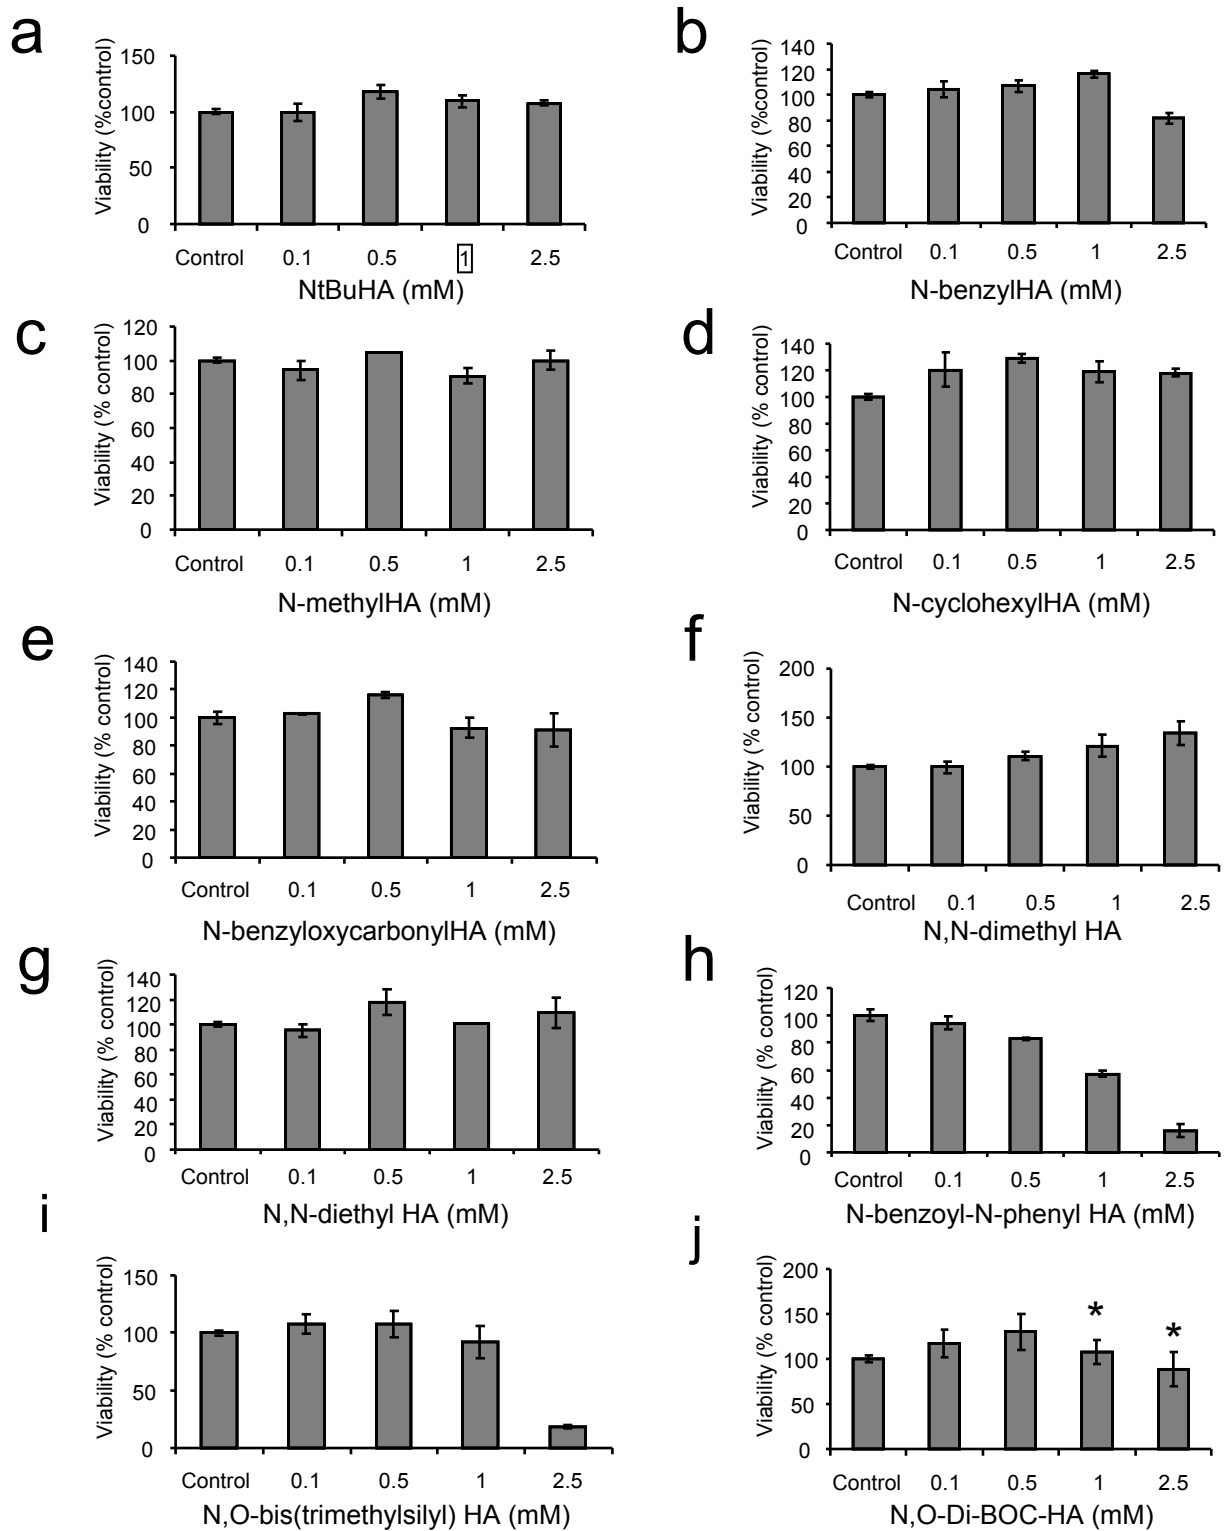 a
Viability (%control)
150
100
50
0
Control 0.1 0.5 1 2.5
NtBuHA (mM)
b
Viability (%control)
140
120
100
80
60
40
20
0
Control 0.1 0.5 1 2.5
N-benzylHA (mM)
c
Viability (% control)
120
100
80
60
40
20
0
Control 0.1 0.5 1 2.5
N-methylHA (mM)
d
Viability (% control)
140
120
100
80
60
40
20
0
Control 0.1 0.5 1 2.5
N-cyclohexylHA (mM)
e
Viability (% control)
140
120
100
80
60
40
20
0
Control 0.1 0.5 1 2.5
N-benzyloxycarbonylHA (mM)
f
Viability (% control)
200
150
100
50
0
Control 0.1 0.5 1 2.5
N,N-dimethyl HA
g
Viability (% control)
140
120
100
80
60
40
20
0
Control 0.1 0.5 1 2.5
N,N-diethyl HA (mM)
h
Viability (% control)
120
100
80
60
40
20
0
Control 0.1 0.5 1 2.5
N-benzoyl-N-phenyl HA (mM)
i
Viability (% control)
150
100
50
0
Control 0.1 0.5 1 2.5
N,O-bis(trimethylsilyl) HA (mM)
j
Viability (% control)
200
150
100
50
0
* *
Control 0.1 0.5 1 2.5
N,O-Di-BOC-HA (mM)